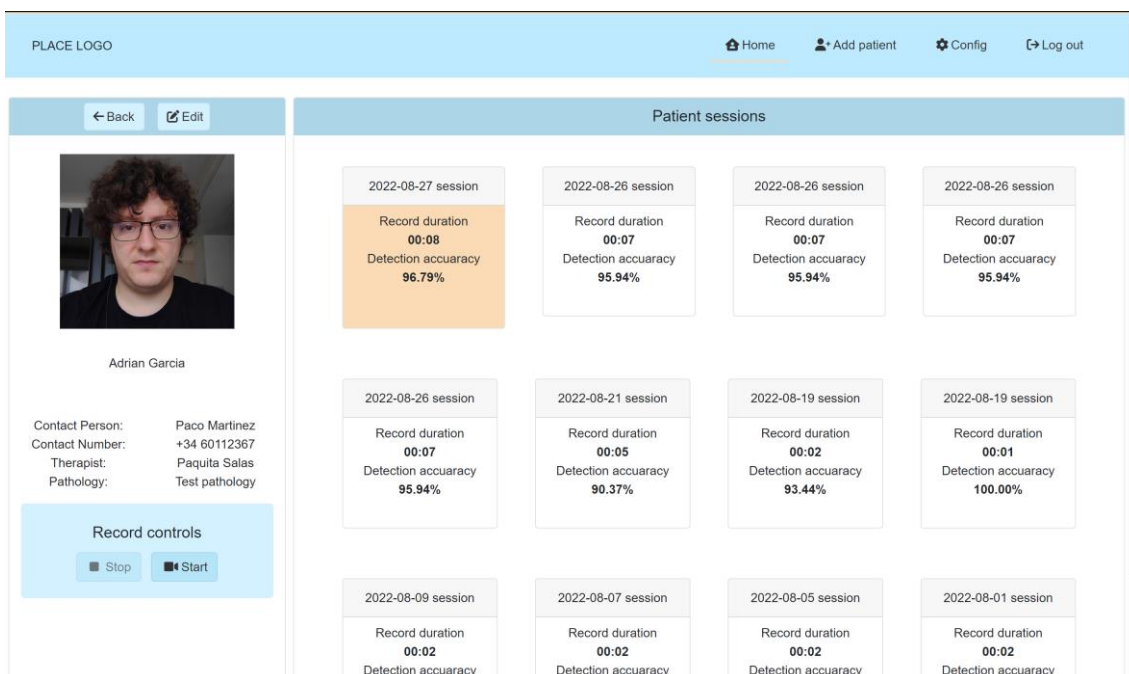 PLACE LOGO
Home
Add patient
Config
Log out
Back
Edit
Patient sessions
Adrian Garcia
Contact Person: Paco Martinez
Contact Number: +34 60112367
Therapist: Paquita Salas
Pathology: Test pathology
Record controls
Stop
Start
2022-08-27 session
Record duration
00:08
Detection accuaracy
96.79%
2022-08-26 session
Record duration
00:07
Detection accuaracy
95.94%
2022-08-26 session
Record duration
00:07
Detection accuaracy
95.94%
2022-08-26 session
Record duration
00:07
Detection accuaracy
95.94%
2022-08-26 session
Record duration
00:07
Detection accuaracy
95.94%
2022-08-21 session
Record duration
00:05
Detection accuaracy
90.37%
2022-08-19 session
Record duration
00:02
Detection accuaracy
93.44%
2022-08-19 session
Record duration
00:01
Detection accuaracy
100.00%
2022-08-09 session
Record duration
00:02
Detection accuaracy
2022-08-07 session
Record duration
00:02
Detection accuaracy
2022-08-05 session
Record duration
00:02
Detection accuaracy
2022-08-01 session
Record duration
00:02
Detection accuaracy